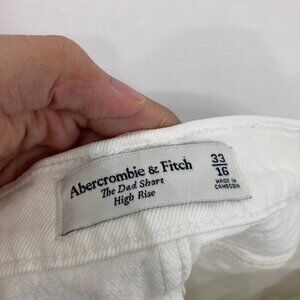 Abercrombie & Fitch
The Dad Short
High Rise
33
16
MADE IN
CAMBODIA